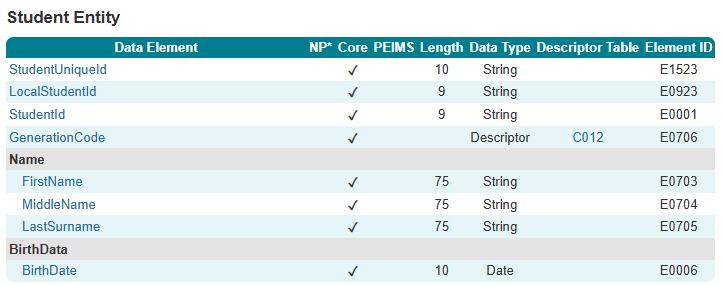 Student Entity
Data Element NP* Core PEIMS Length Data Type Descriptor Table Element ID
StudentUniqueId ✓ 10 String E1523
LocalStudentId ✓ 9 String E0923
StudentId ✓ 9 String E0001
GenerationCode ✓ Descriptor C012 E0706
Name
FirstName ✓ 75 String E0703
MiddleName ✓ 75 String E0704
LastSurname ✓ 75 String E0705
BirthData
BirthDate ✓ 10 Date E0006